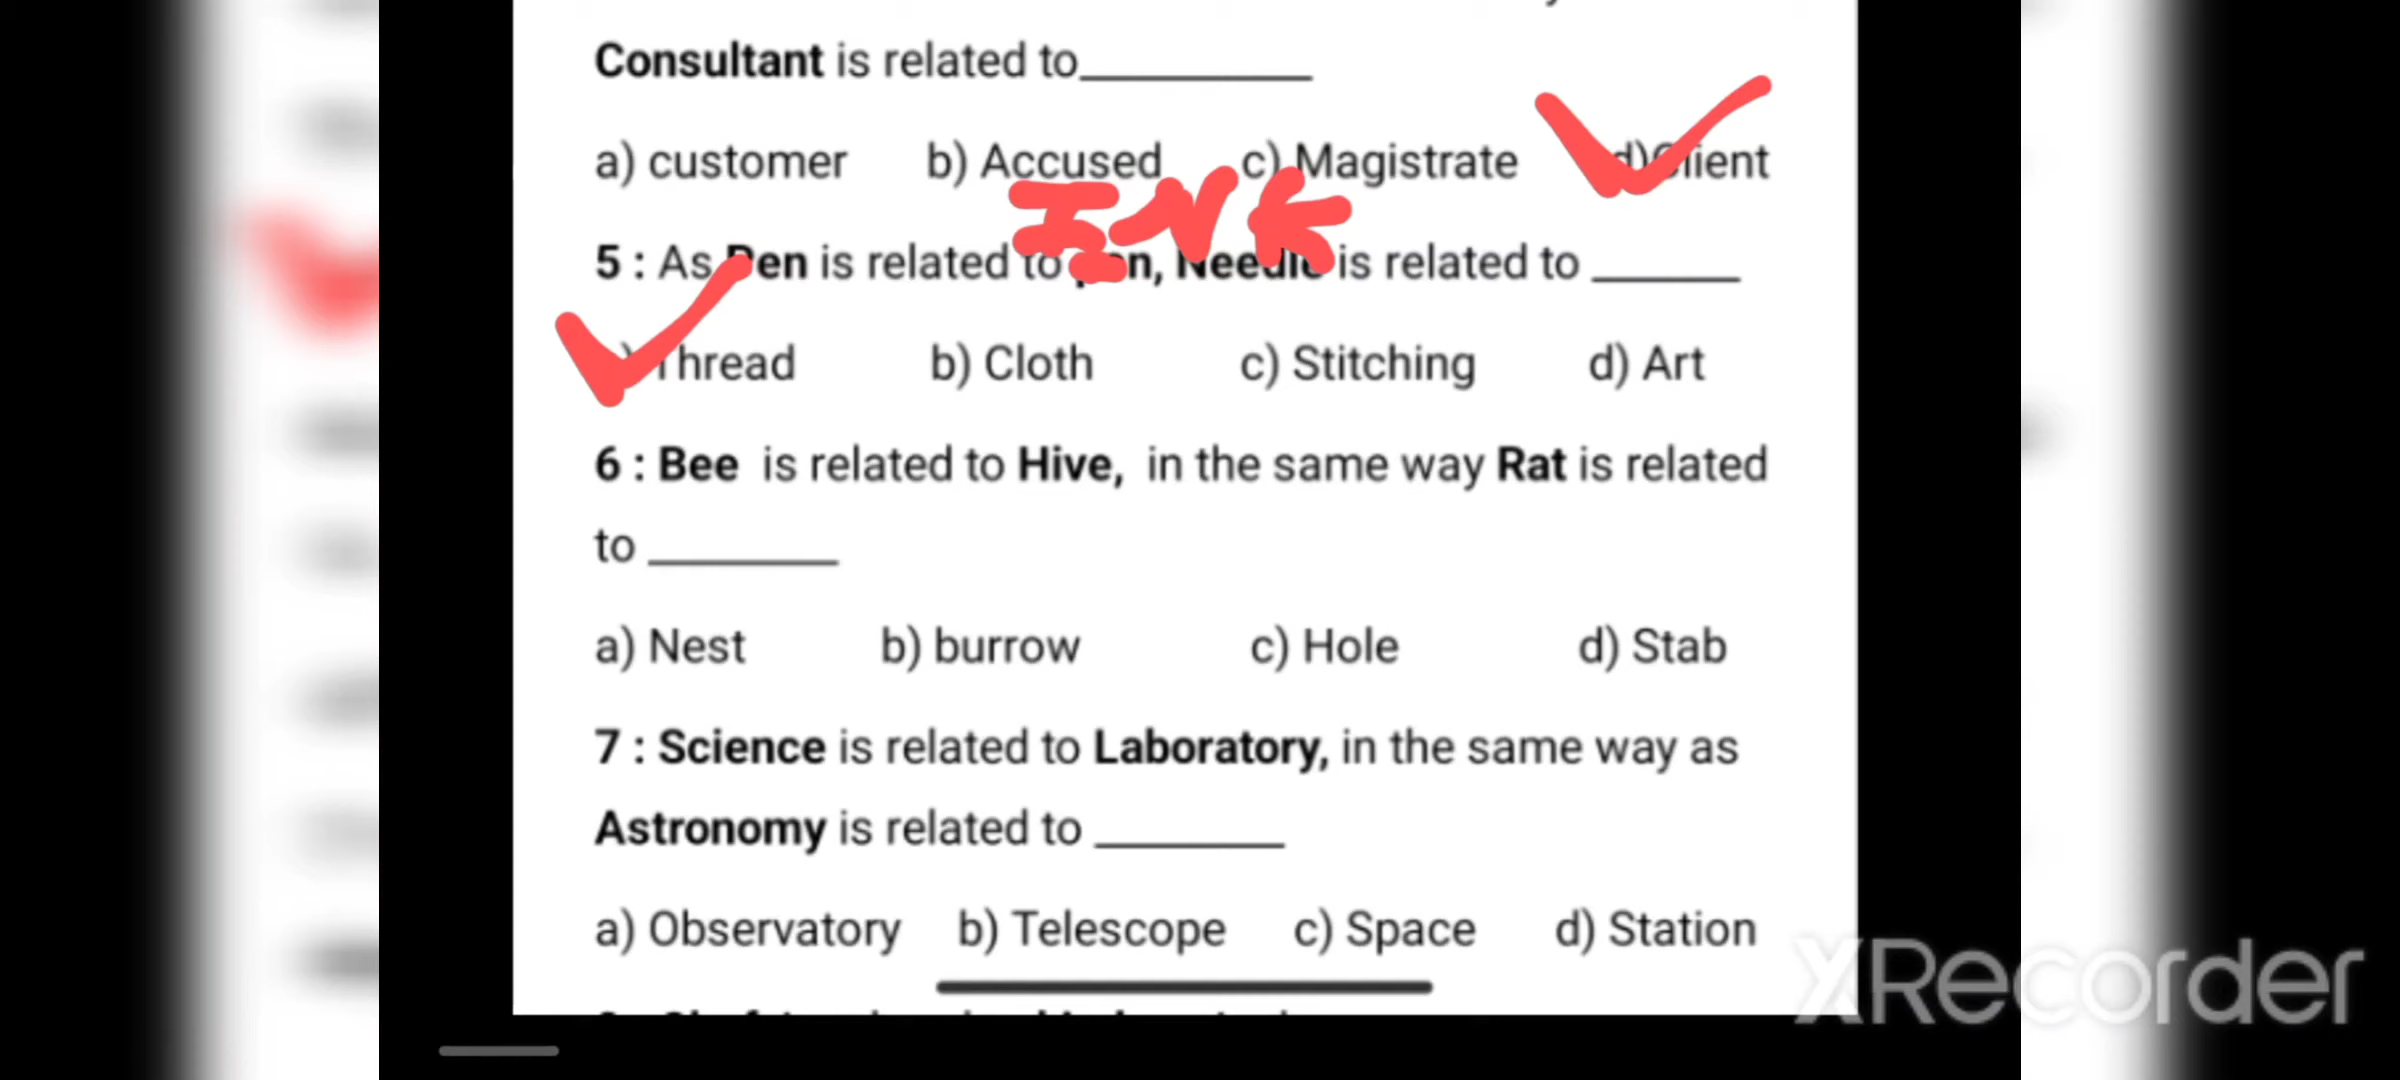 Consultant is related to__________
a) customer b) Accused c) Magistrate d)Client
INK
5 : As Pen is related to Needle is related to ______
Thread b) Cloth c) Stitching d) Art
6 : Bee is related to Hive, in the same way Rat is related
to ________
a) Nest b) burrow c) Hole d) Stab
7 : Science is related to Laboratory, in the same way as
Astronomy is related to ________
a) Observatory b) Telescope c) Space d) Station
XRecorder